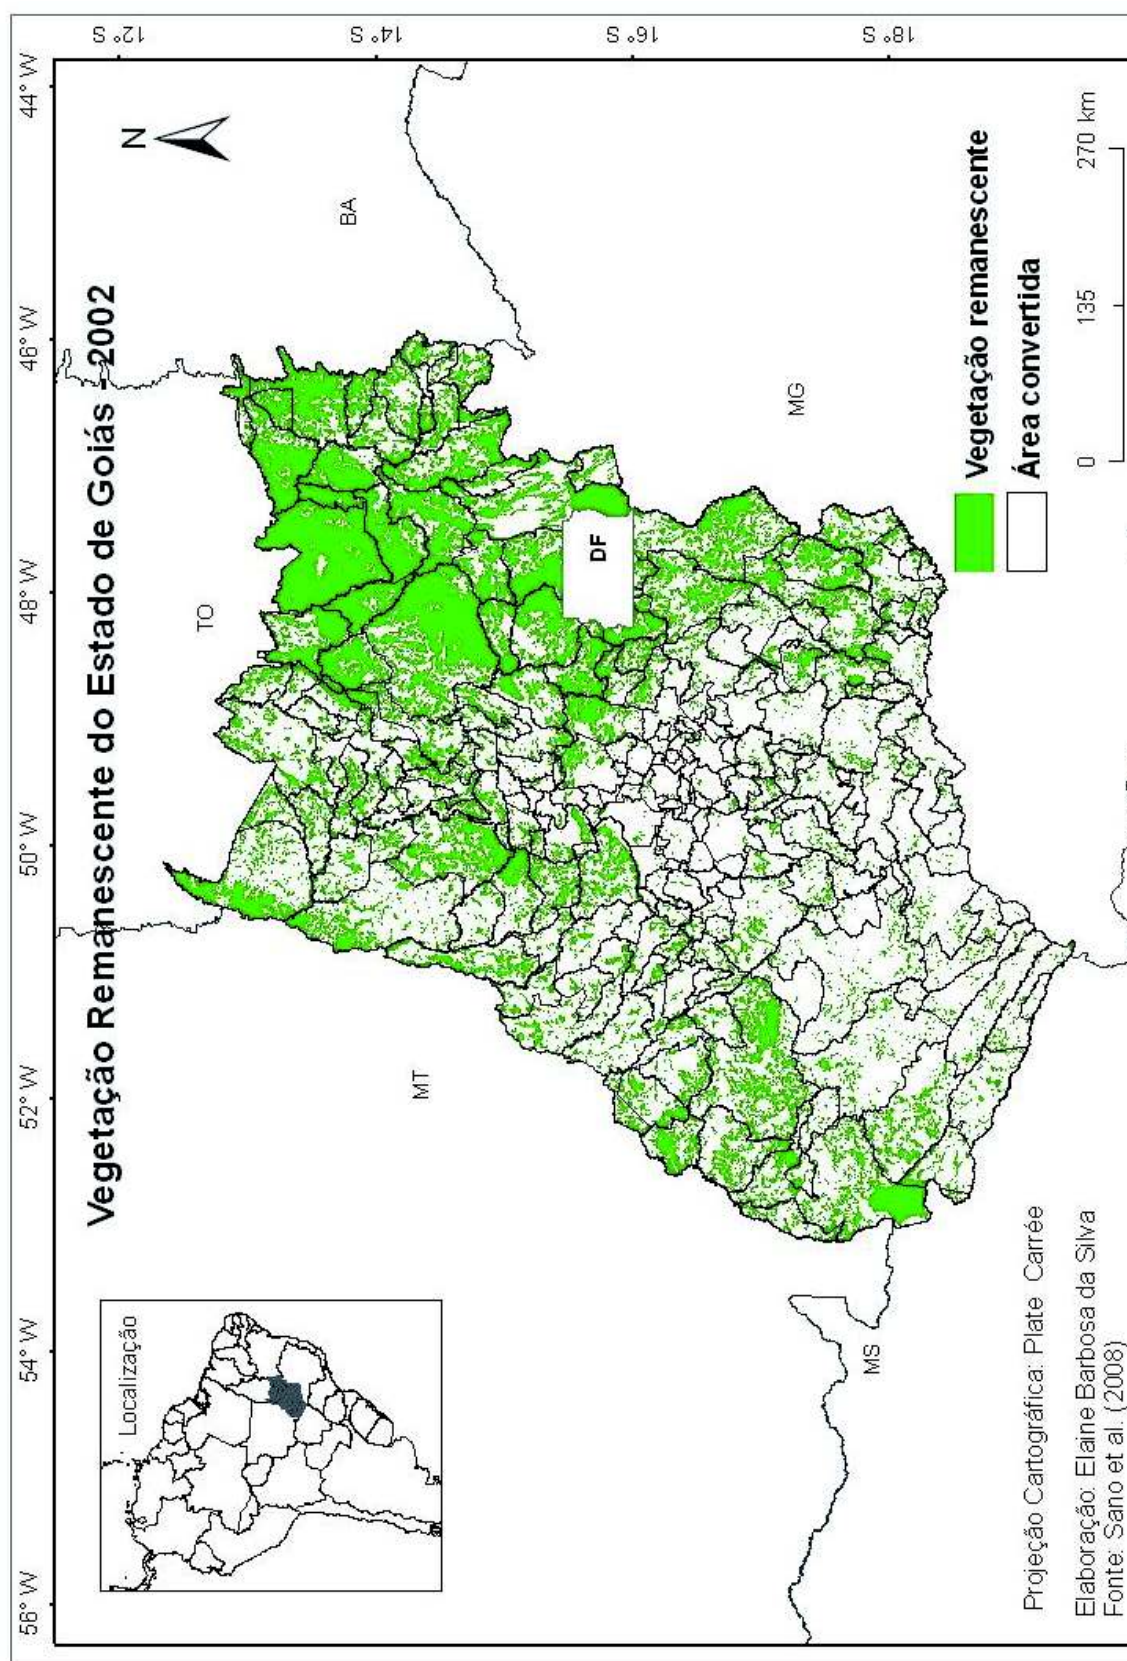 56° W
54° W
52° W
50° W
48° W
46° W
44° W
Vegetação Remanescente do Estado de Goiás - 2002
N
12° S
14° S
16° S
18° S
Localização
TO
BA
MT
DF
MG
MS
Vegetação remanescente
Área convertida
0 135 270 km
Projeção Cartográfica: Plate Carrée
Elaboração: Elaine Barbosa da Silva
Fonte: Sano et al. (2008)